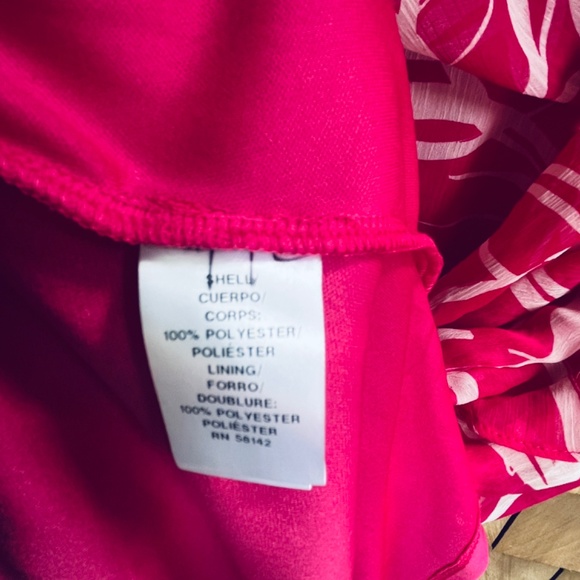 SHELL/
CUERPO/
CORPS:
100% POLYESTER/
POLIÉSTER
LINING/
FORRO/
DOUBLURE:
100% POLYESTER
POLIÉSTER
RN 58142